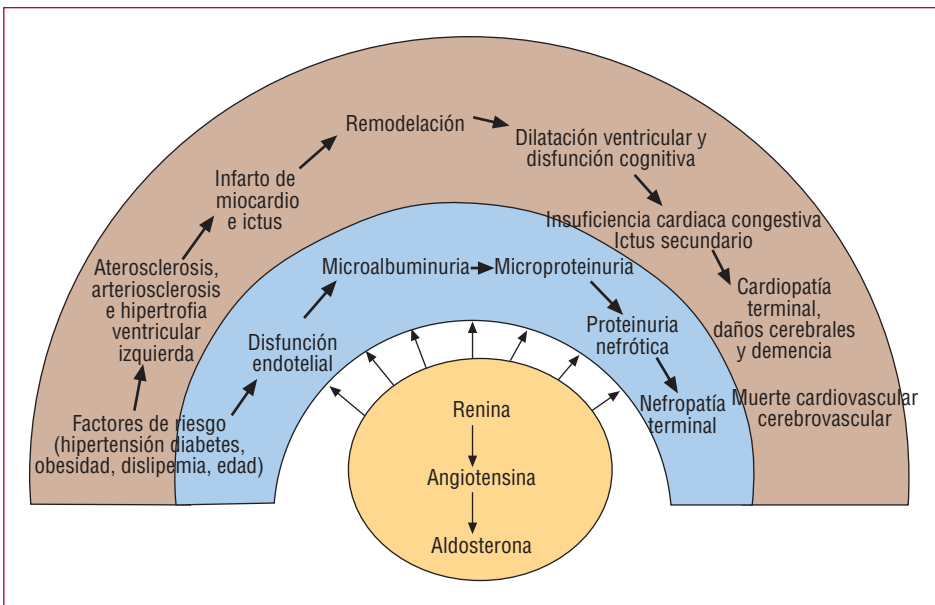 Remodelación
Dilatación ventricular y
disfunción cognitiva
Infarto de
miocardio
e ictus
Insuficiencia cardiaca congestiva
Ictus secundario
Aterosclerosis,
arteriosclerosis
e hipertrofia
ventricular
izquierda
Microalbuminuria
Microproteinuria
Cardiopatía
terminal,
daños cerebrales
y demencia
Disfunción
endotelial
Proteinuria
nefrótica
Factores de riesgo
(hipertensión diabetes,
obesidad, dislipemia, edad)
Nefropatía
terminal
Muerte cardiovascular
cerebrovascular
Renina
Angiotensina
Aldosterona